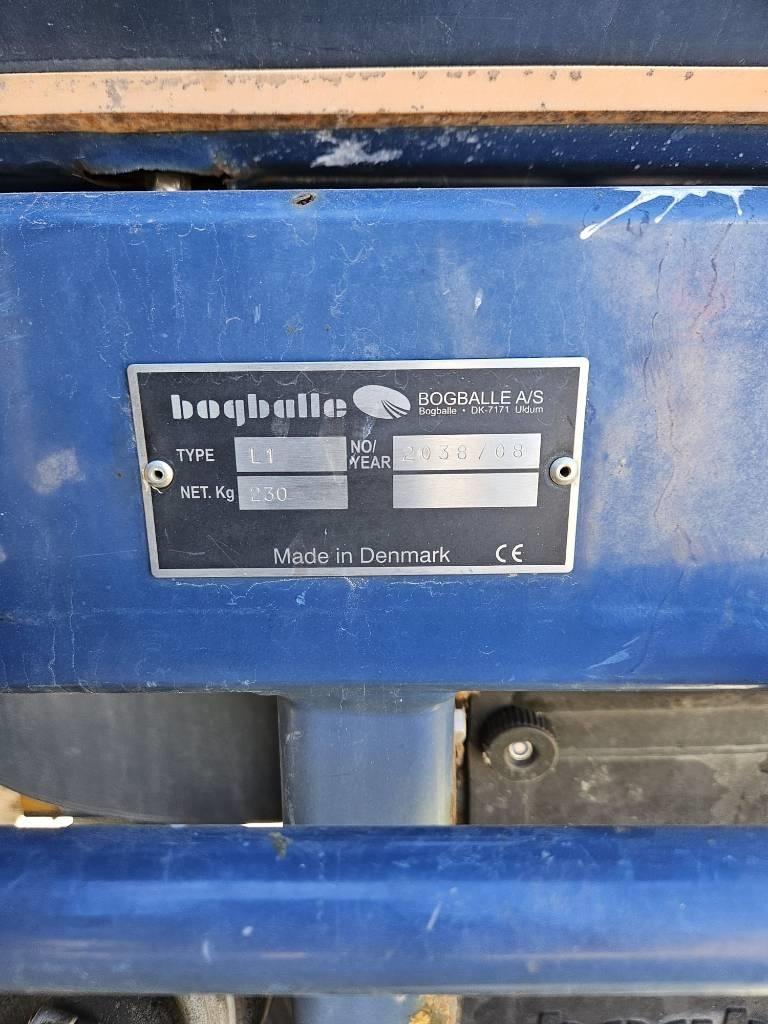 bogballe BOGBALLE A/S
Bogballe • DK-7171 Uldum
TYPE L1 NO/YEAR 2038/08
NET. Kg 230
Made in Denmark CE